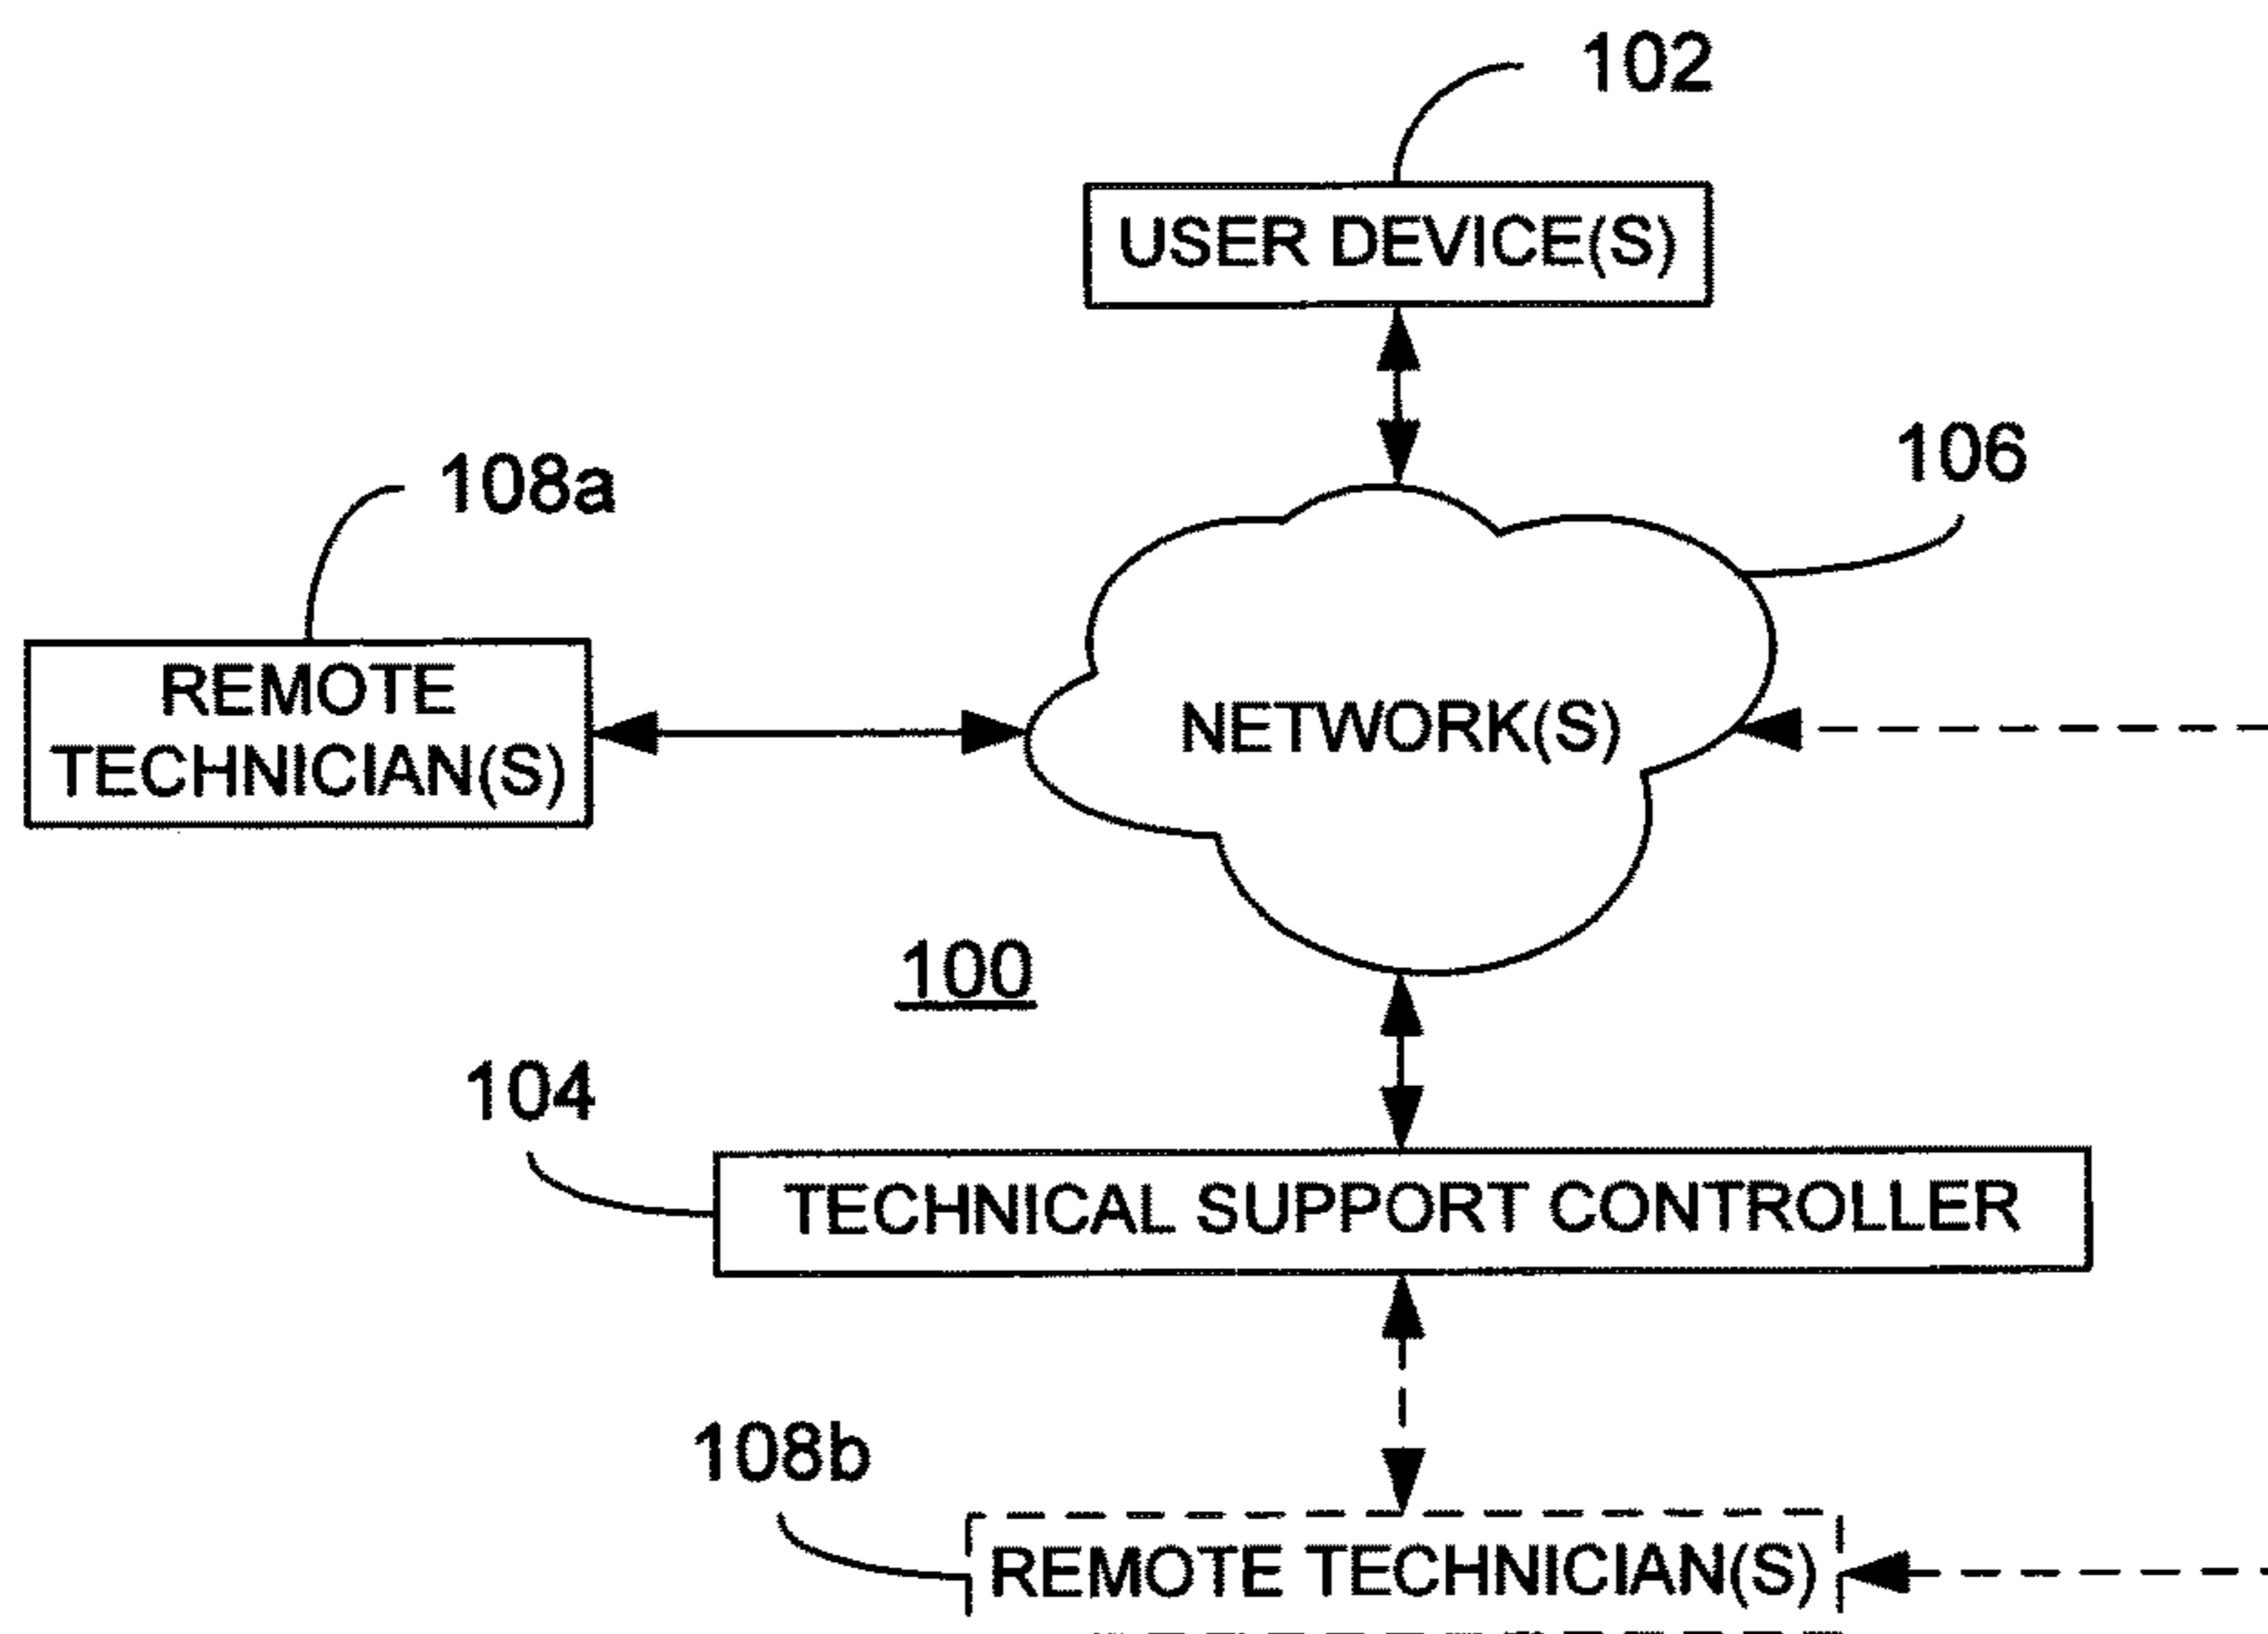 102
USER DEVICE(S)
106
108a
REMOTE
TECHNICIAN(S)
NETWORK(S)
100
104
TECHNICAL SUPPORT CONTROLLER
108b
REMOTE TECHNICIAN(S)